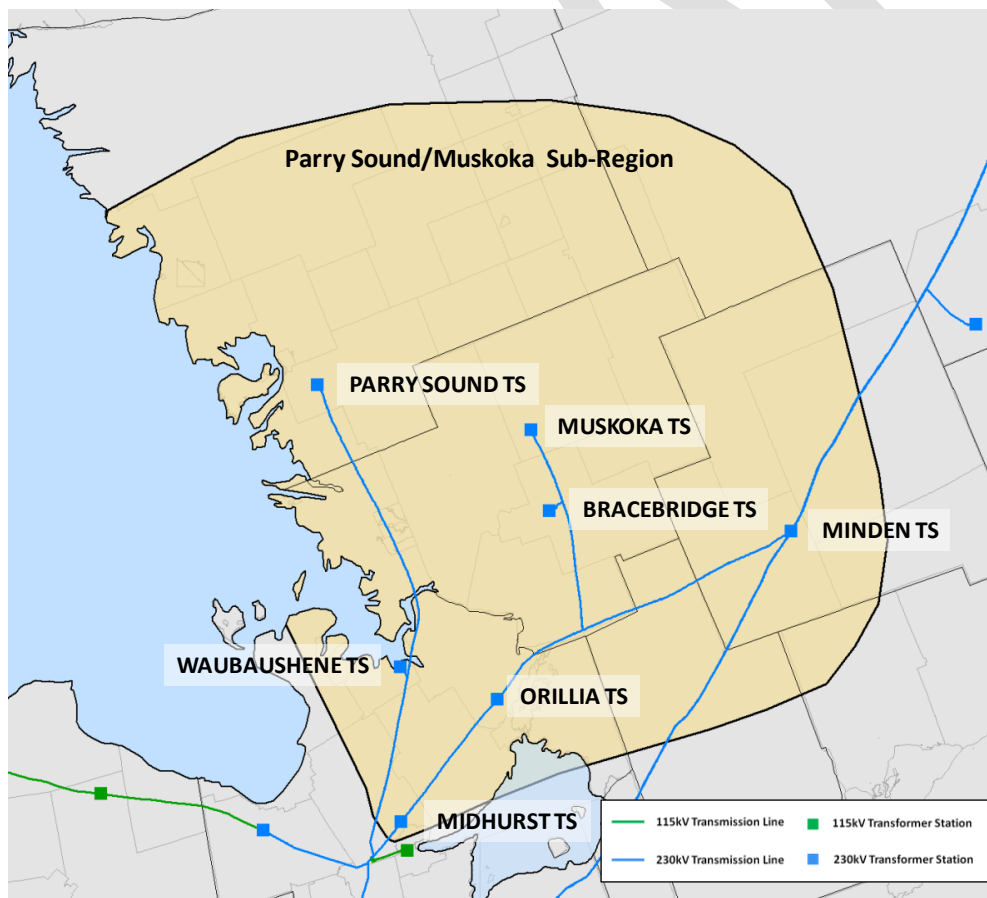 Parry Sound/Muskoka Sub-Region
PARRY SOUND TS
MUSKOKA TS
BRACEBRIDGE TS
MINDEN TS
WAUBAUSHENE TS
ORILLIA TS
MIDHURST TS
115kV Transmission Line
115kV Transformer Station
230kV Transmission Line
230kV Transformer Station